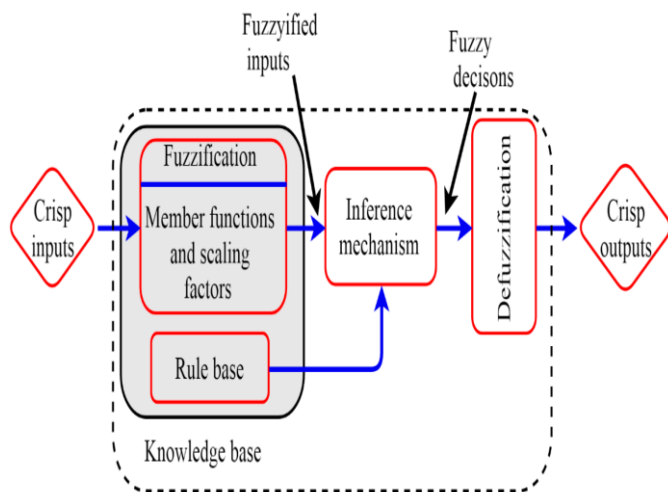 Fuzzyified
inputs
Fuzzy
decisons
Crisp
inputs
Fuzzification
Member functions
and scaling
factors
Rule base
Knowledge base
Inference
mechanism
Defuzzification
Crisp
outputs